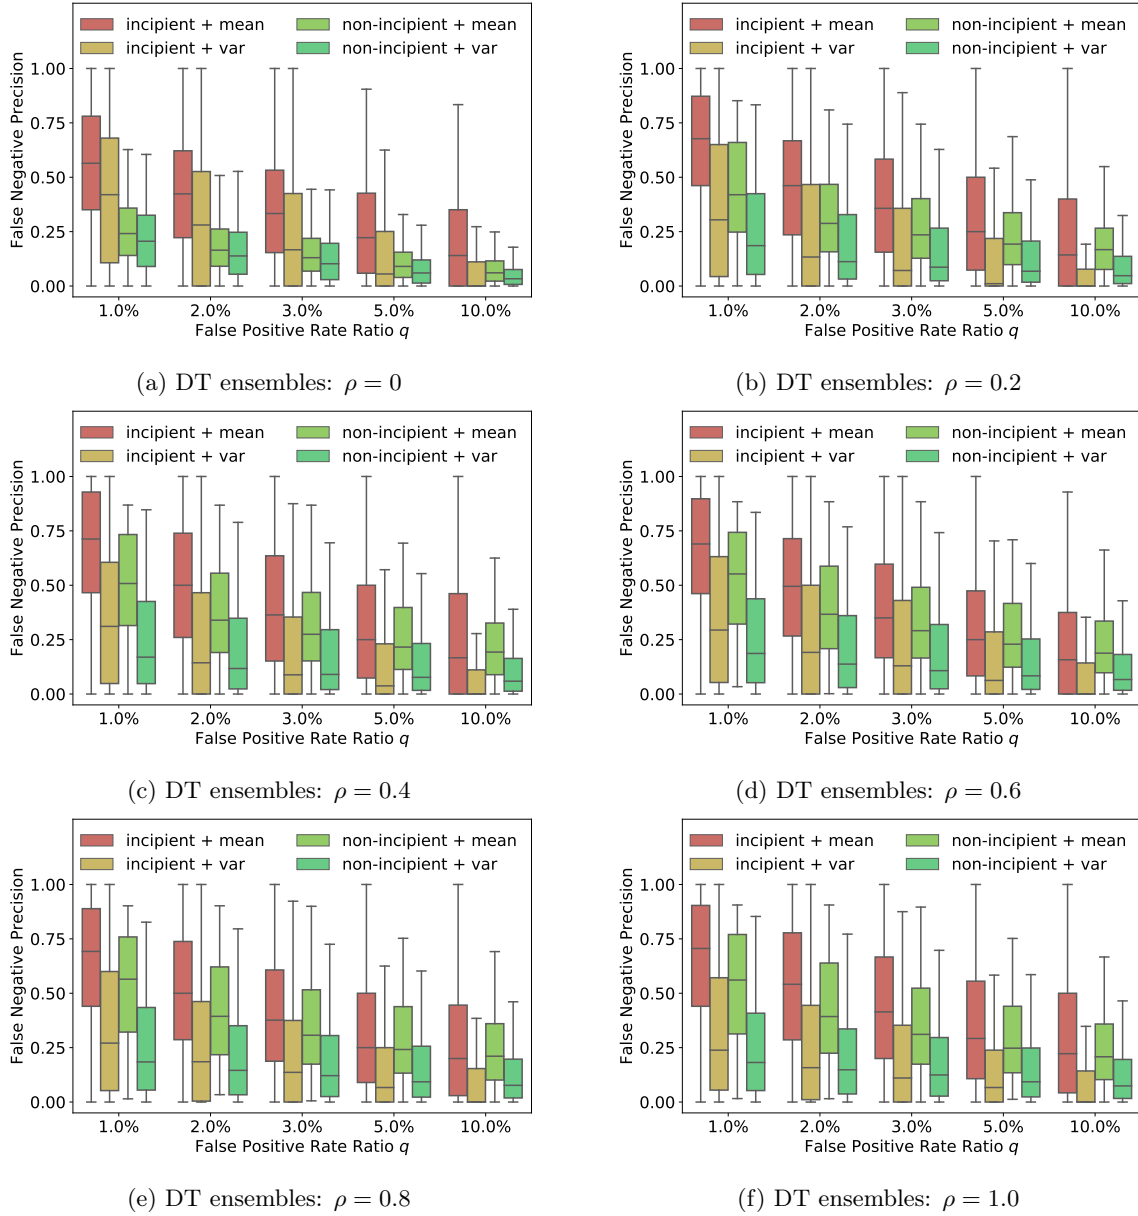 incipient + mean
incipient + var
non-incipient + mean
non-incipient + var
False Negative Precision
1.00
0.75
0.50
0.25
0.00
1.0% 2.0% 3.0% 5.0% 10.0%
False Positive Rate Ratio q
(a) DT ensembles: ρ = 0
incipient + mean
incipient + var
non-incipient + mean
non-incipient + var
False Negative Precision
1.00
0.75
0.50
0.25
0.00
1.0% 2.0% 3.0% 5.0% 10.0%
False Positive Rate Ratio q
(b) DT ensembles: ρ = 0.2
incipient + mean
incipient + var
non-incipient + mean
non-incipient + var
False Negative Precision
1.00
0.75
0.50
0.25
0.00
1.0% 2.0% 3.0% 5.0% 10.0%
False Positive Rate Ratio q
(c) DT ensembles: ρ = 0.4
incipient + mean
incipient + var
non-incipient + mean
non-incipient + var
False Negative Precision
1.00
0.75
0.50
0.25
0.00
1.0% 2.0% 3.0% 5.0% 10.0%
False Positive Rate Ratio q
(d) DT ensembles: ρ = 0.6
incipient + mean
incipient + var
non-incipient + mean
non-incipient + var
False Negative Precision
1.00
0.75
0.50
0.25
0.00
1.0% 2.0% 3.0% 5.0% 10.0%
False Positive Rate Ratio q
(e) DT ensembles: ρ = 0.8
incipient + mean
incipient + var
non-incipient + mean
non-incipient + var
False Negative Precision
1.00
0.75
0.50
0.25
0.00
1.0% 2.0% 3.0% 5.0% 10.0%
False Positive Rate Ratio q
(f) DT ensembles: ρ = 1.0